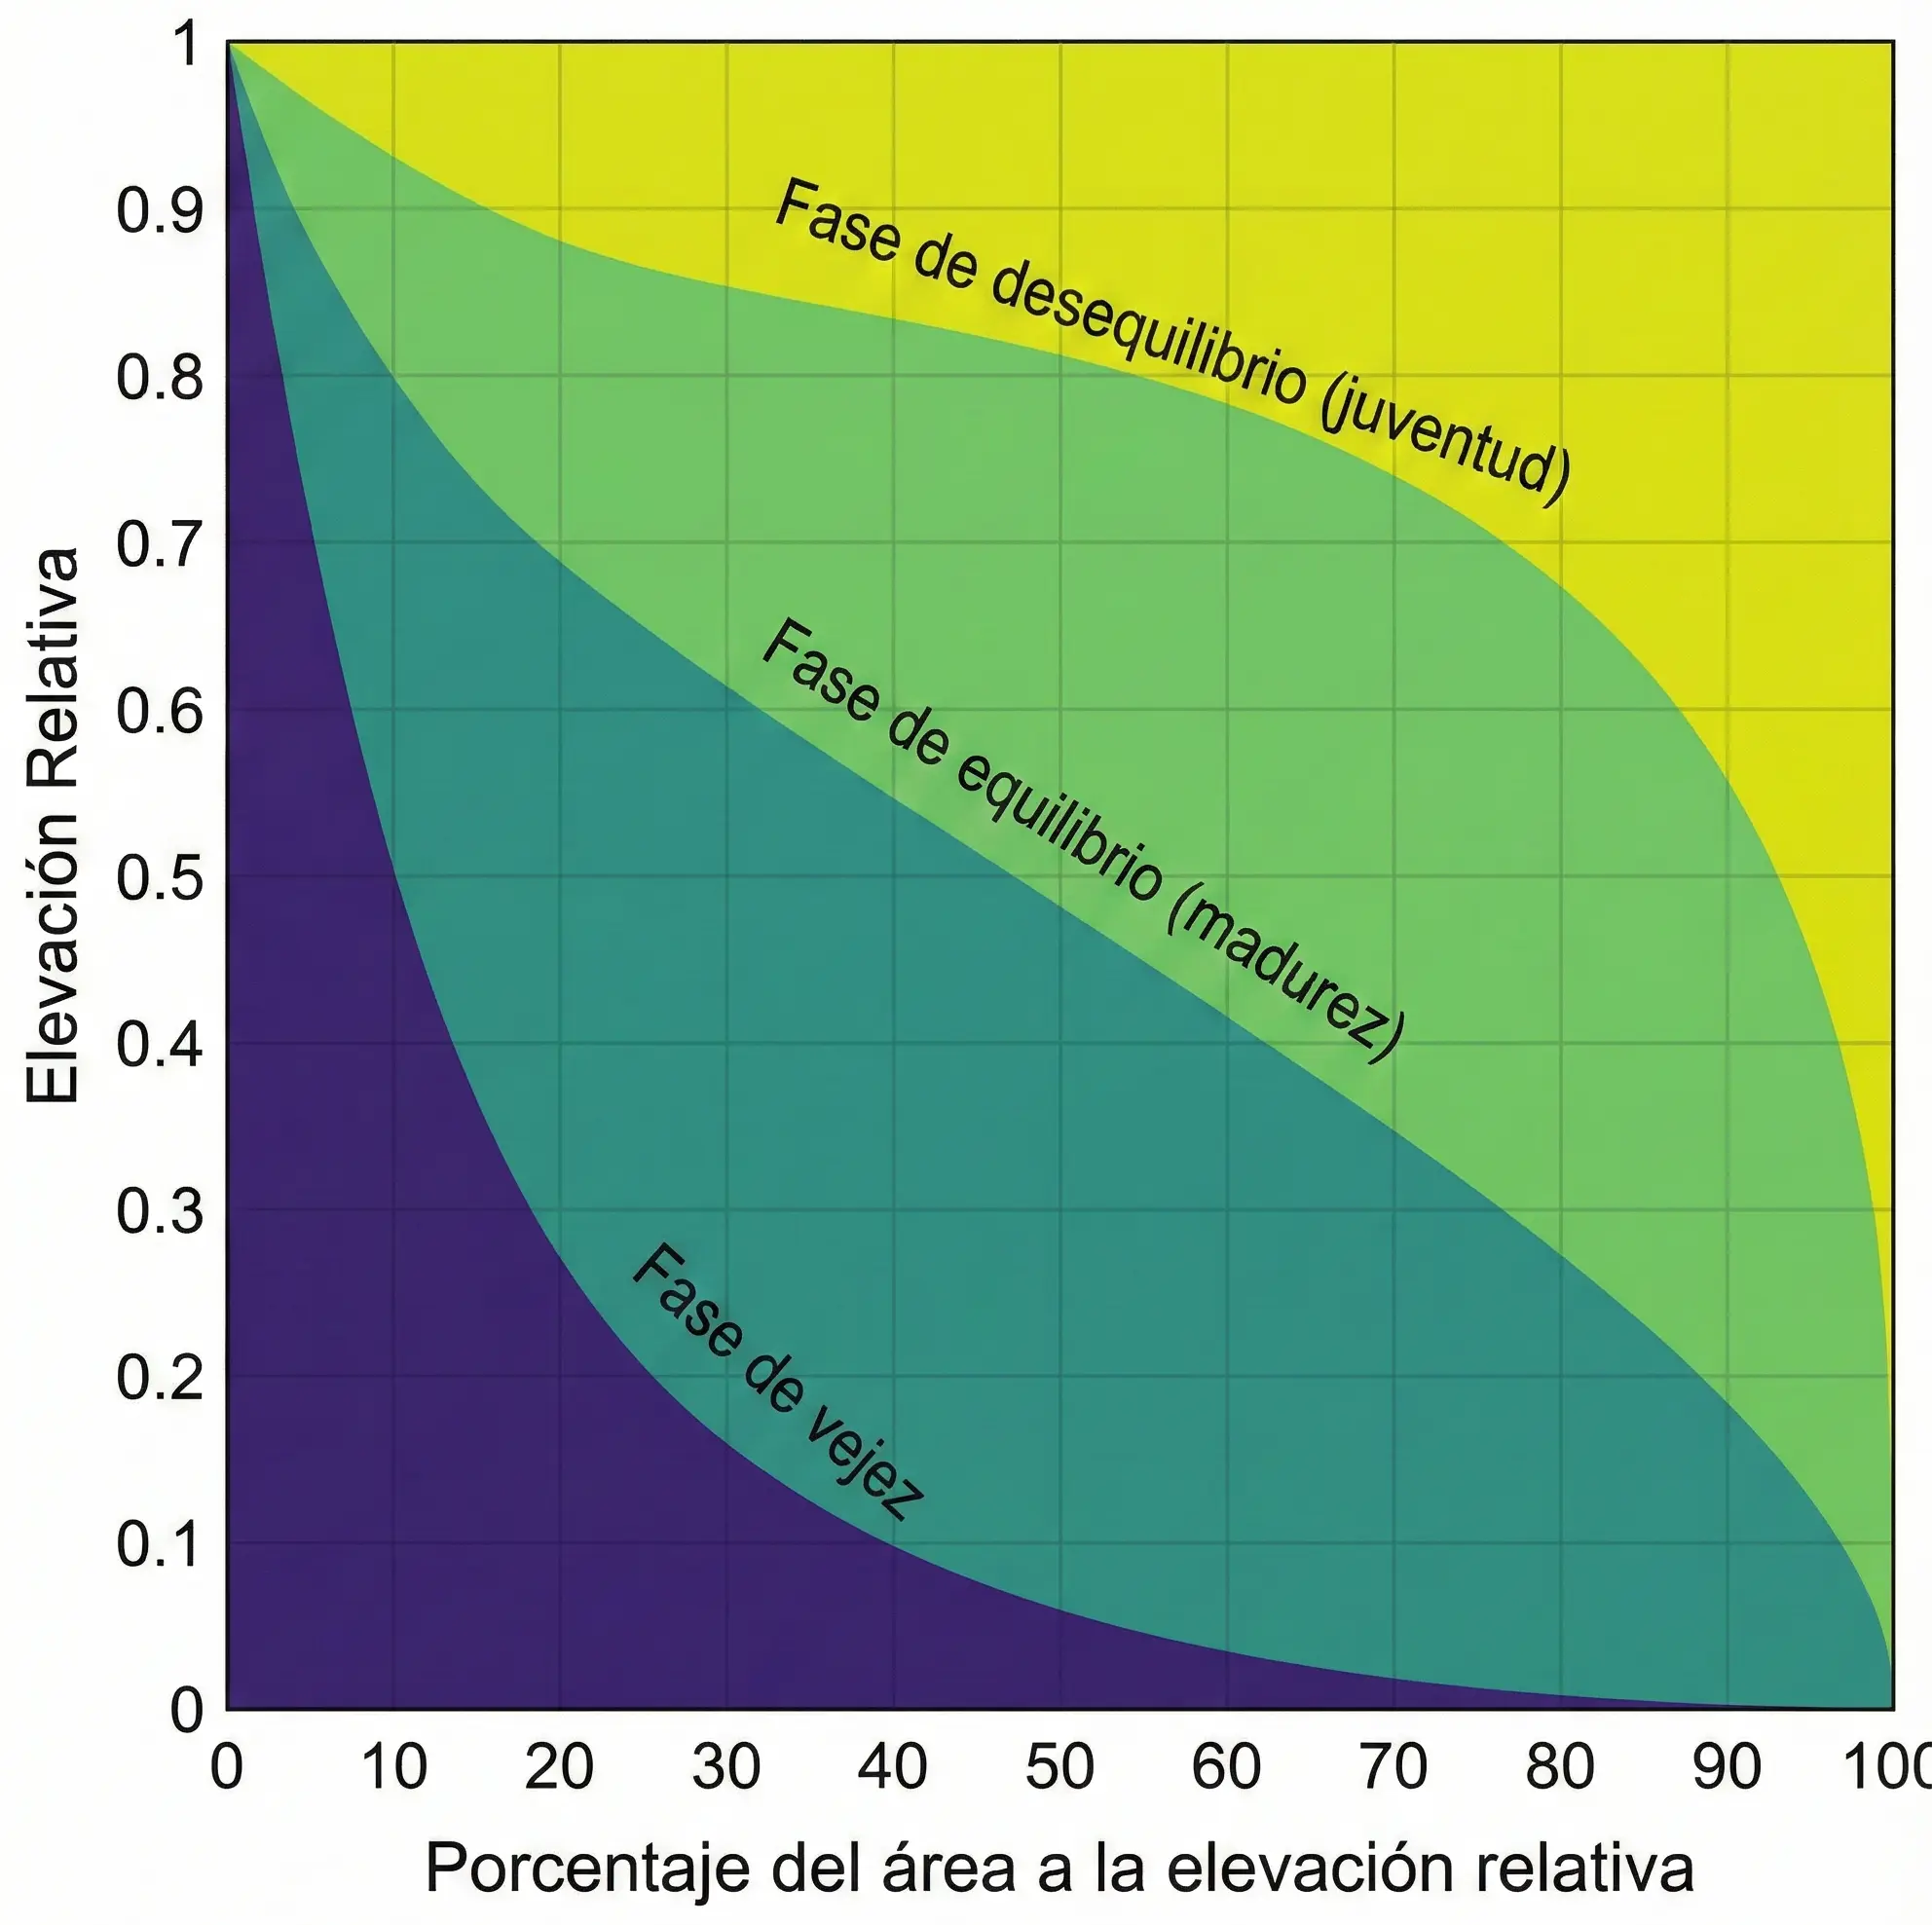 1
0.9
0.8
0.7
0.6
0.5
0.4
0.3
0.2
0.1
0
Elevación Relativa
Fase de desequilibrio (juventud)
Fase de equilibrio (madurez)
Fase de vejez
0 10 20 30 40 50 60 70 80 90 100
Porcentaje del área a la elevación relativa